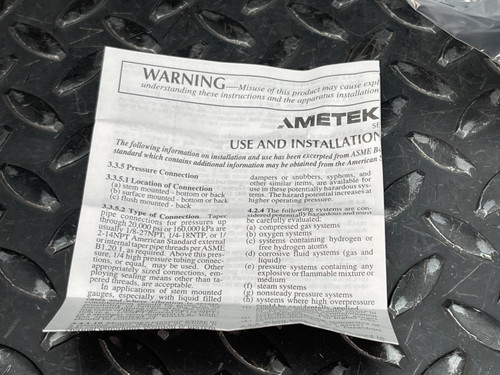 WARNING—Misuse of this product may cause
understanding these instructions and the apparatus installation
AMETEK
USE AND INSTALLATION
The following information on installation and use has been excerpted from ASME
standard which contains additional information may be obtained from the American
3.3.5 Pressure Connection
3.3.5.1 Location of Connection
(a) stem mounted - bottom or back
(b) surface mounted - bottom or back
(c) flush mounted - back
3.3.5.2 Type of Connection. Taper
pipe connections for pressures up
through 20,000 psi or 160,000 kPa are
usually 1/8-27NPT, 1/4-18NPT, or 1/
2-14NPT American Standard external
or internal pipe threads per ASME
B1.20.1, as required. Above this pres-
sure, 1/4 high pressure tubing connec-
tions, or equal, may be used. Other
appropriately sized connections, em-
ploying sealing means other than ta-
pered threads, are acceptable.
In applications of stem mounted
gauges, especially with liquid filled
dampers or snubbers, syphons, and
other similar items, are available for
use in these potentially hazardous sys-
tems. The hazard potential increases at
higher operating pressure.
4.2.4 The following systems are con-
sidered potentially hazardous and must
be carefully evaluated:
(a) compressed gas systems
(b) oxygen systems
(c) systems containing hydrogen or
free hydrogen atoms
(d) corrosive fluid systems (gas and
liquid)
(e) pressure systems containing any
explosive or flammable mixture or
medium
(f) steam systems
(g) nonsteady pressure systems
(h) systems where high overpressure
could be accidentally applied